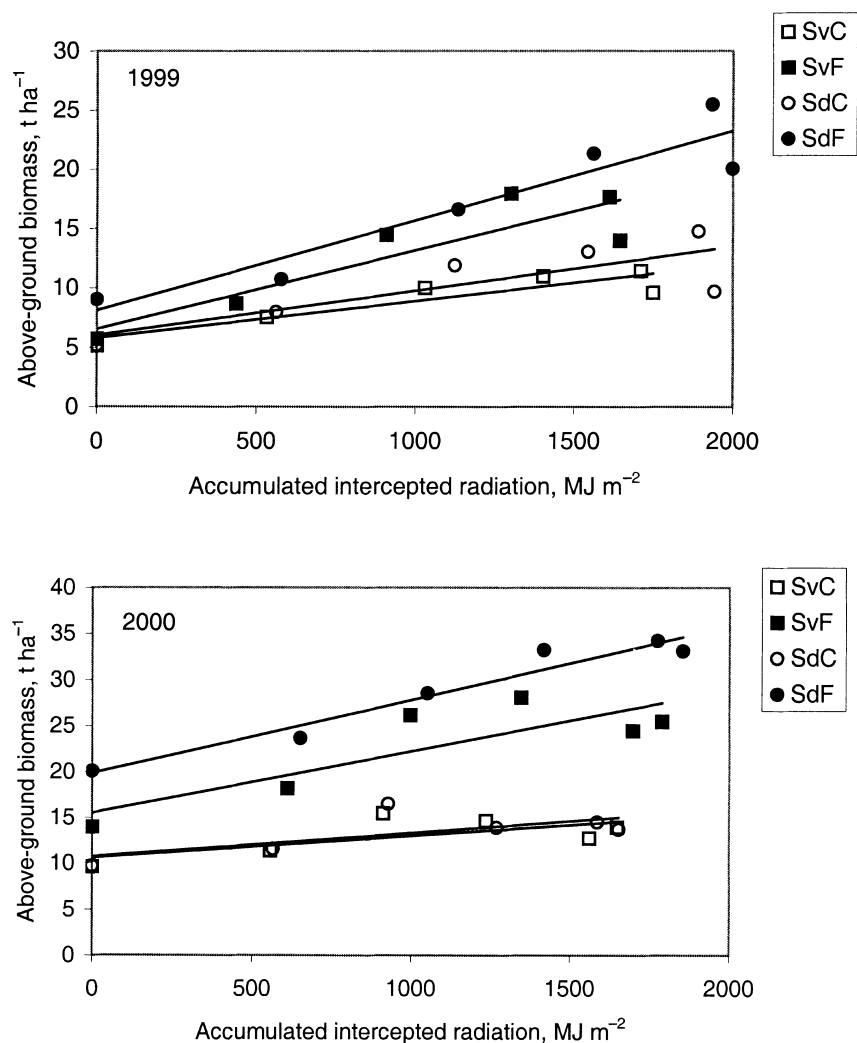 SvC
SvF
SdC
SdF
1999
30
25
20
15
10
5
0
Above-ground biomass, t ha⁻¹
0 500 1000 1500 2000
Accumulated intercepted radiation, MJ m⁻²
SvC
SvF
SdC
SdF
2000
40
35
30
25
20
15
10
5
0
Above-ground biomass, t ha⁻¹
0 500 1000 1500 2000
Accumulated intercepted radiation, MJ m⁻²